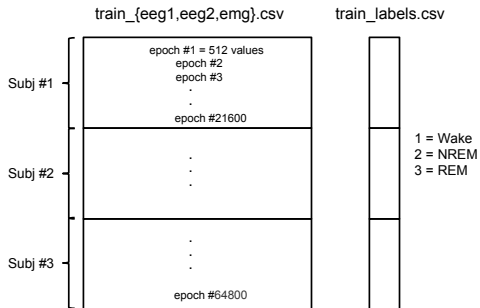 train_{eeg1,eeg2,emg}.csv
train_labels.csv
epoch #1 = 512 values
epoch #2
epoch #3
.
.
epoch #21600
Subj #1
1 = Wake
2 = NREM
3 = REM
.
.
.
Subj #2
.
.
.
Subj #3
epoch #64800